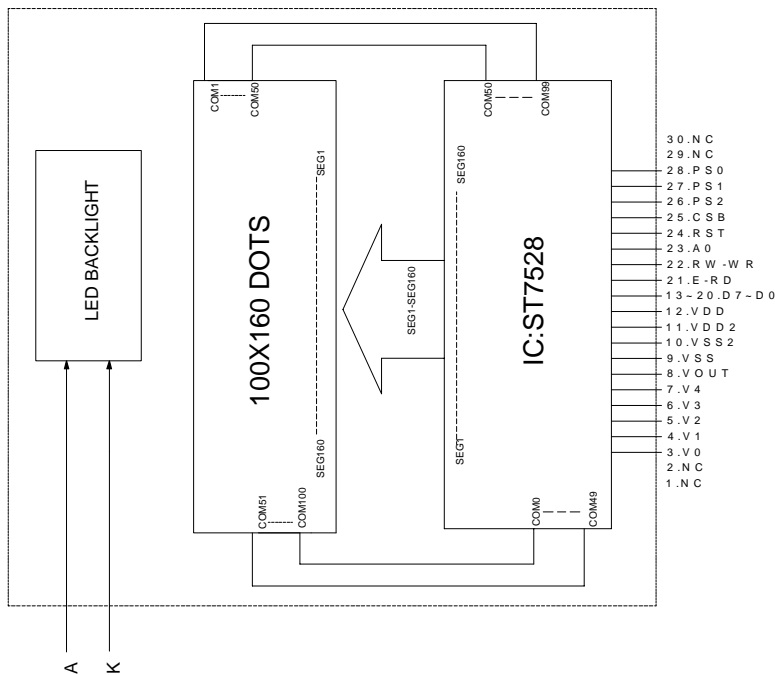 LED BACKLIGHT
A
K
COM1
COM50
SEG1
100X160 DOTS
SEG160
COM51
COM100
SEG1-SEG160
COM50
COM99
SEG160
IC:ST7528
SEG1
COM0
COM49
30.NC
29.NC
28.PS0
27.PS1
26.PS2
25.CSB
24.RST
23.A0
22.RW-WR
21.E-RD
13~20.D7~D0
12.VDD
11.VDD2
10.VSS2
9.VSS
8.VOUT
7.V4
6.V3
5.V2
4.V1
3.V0
2.NC
1.NC